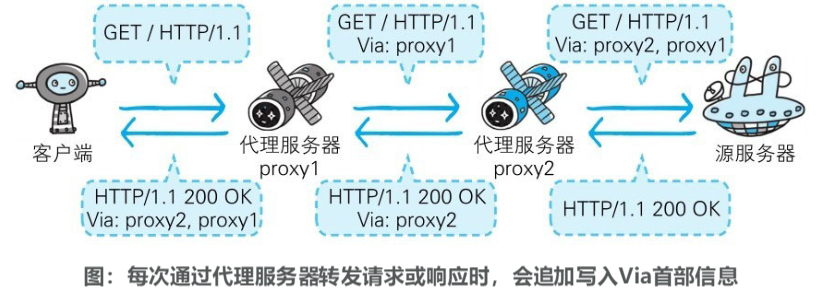 GET / HTTP/1.1
GET / HTTP/1.1
Via: proxy1
GET / HTTP/1.1
Via: proxy2, proxy1
客户端
代理服务器
proxy1
代理服务器
proxy2
源服务器
HTTP/1.1 200 OK
Via: proxy2, proxy1
HTTP/1.1 200 OK
Via: proxy2
HTTP/1.1 200 OK
图：每次通过代理服务器转发请求或响应时，会追加写入Via首部信息